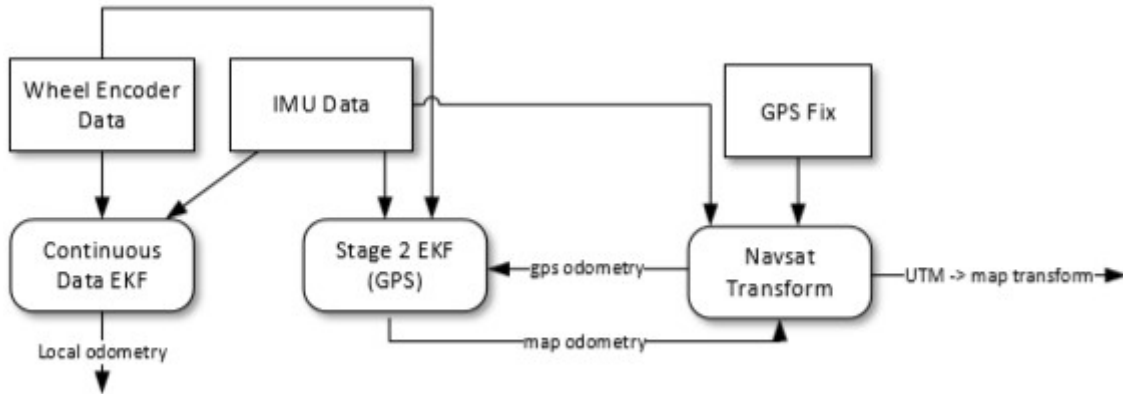 Wheel Encoder
Data
IMU Data
GPS Fix
Continuous
Data EKF
Stage 2 EKF
(GPS)
gps odometry
Navsat
Transform
UTM -> map transform
map odometry
Local odometry